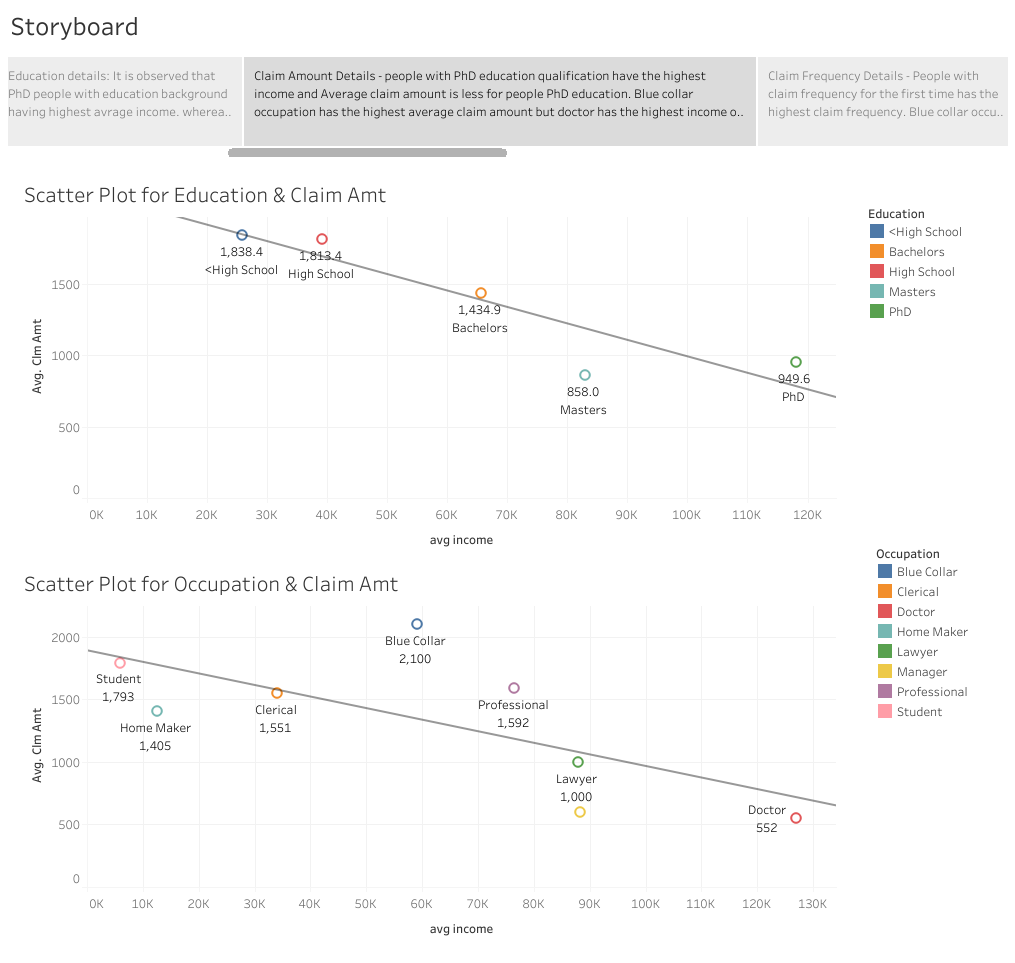 Storyboard
Education details: It is observed that
PhD people with education background
having highest avrage income. wherea..
Claim Amount Details - people with PhD education qualification have the highest
income and Average claim amount is less for people PhD education. Blue collar
occupation has the highest average claim amount but doctor has the highest income o..
Claim Frequency Details - People with
claim frequency for the first time has the
highest claim frequency. Blue collar occu..
Scatter Plot for Education & Claim Amt
1500
1000
500
0
Avg. Clm Amt
1,838.4
<High School
1,813.4
High School
1,434.9
Bachelors
858.0
Masters
949.6
PhD
0K 10K 20K 30K 40K 50K 60K 70K 80K 90K 100K 110K 120K
avg income
Education
<High School
Bachelors
High School
Masters
PhD
Scatter Plot for Occupation & Claim Amt
2000
1500
1000
500
0
Avg. Clm Amt
Blue Collar
2,100
Student
1,793
Home Maker
1,405
Clerical
1,551
Professional
1,592
Lawyer
1,000
Doctor
552
0K 10K 20K 30K 40K 50K 60K 70K 80K 90K 100K 110K 120K 130K
avg income
Occupation
Blue Collar
Clerical
Doctor
Home Maker
Lawyer
Manager
Professional
Student